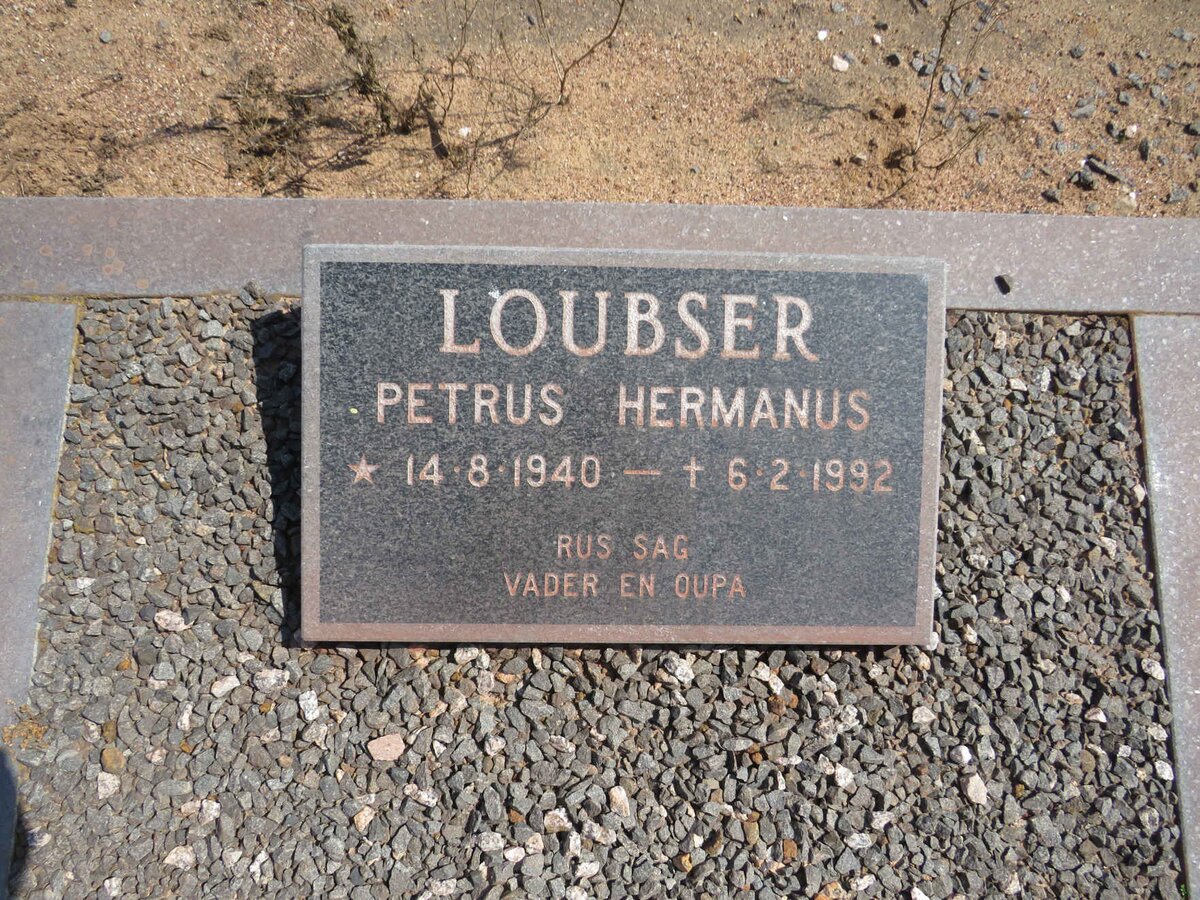 LOUBSER
PETRUS HERMANUS
★ 14·8·1940 — † 6·2·1992
RUS SAG
VADER EN OUPA